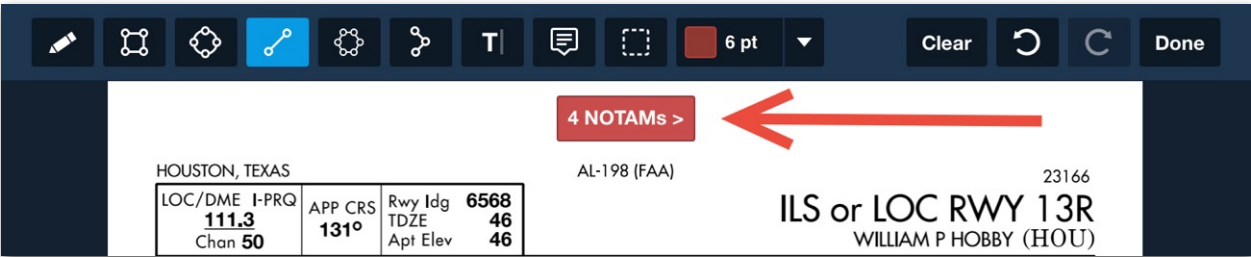 T 6 pt Clear Done
4 NOTAMs >
HOUSTON, TEXAS AL-198 (FAA) 23166
LOC/DME I-PRQ
111.3
Chan 50
APP CRS
131°
Rwy ldg 6568
TDZE 46
Apt Elev 46
ILS or LOC RWY 13R
WILLIAM P HOBBY (HOU)